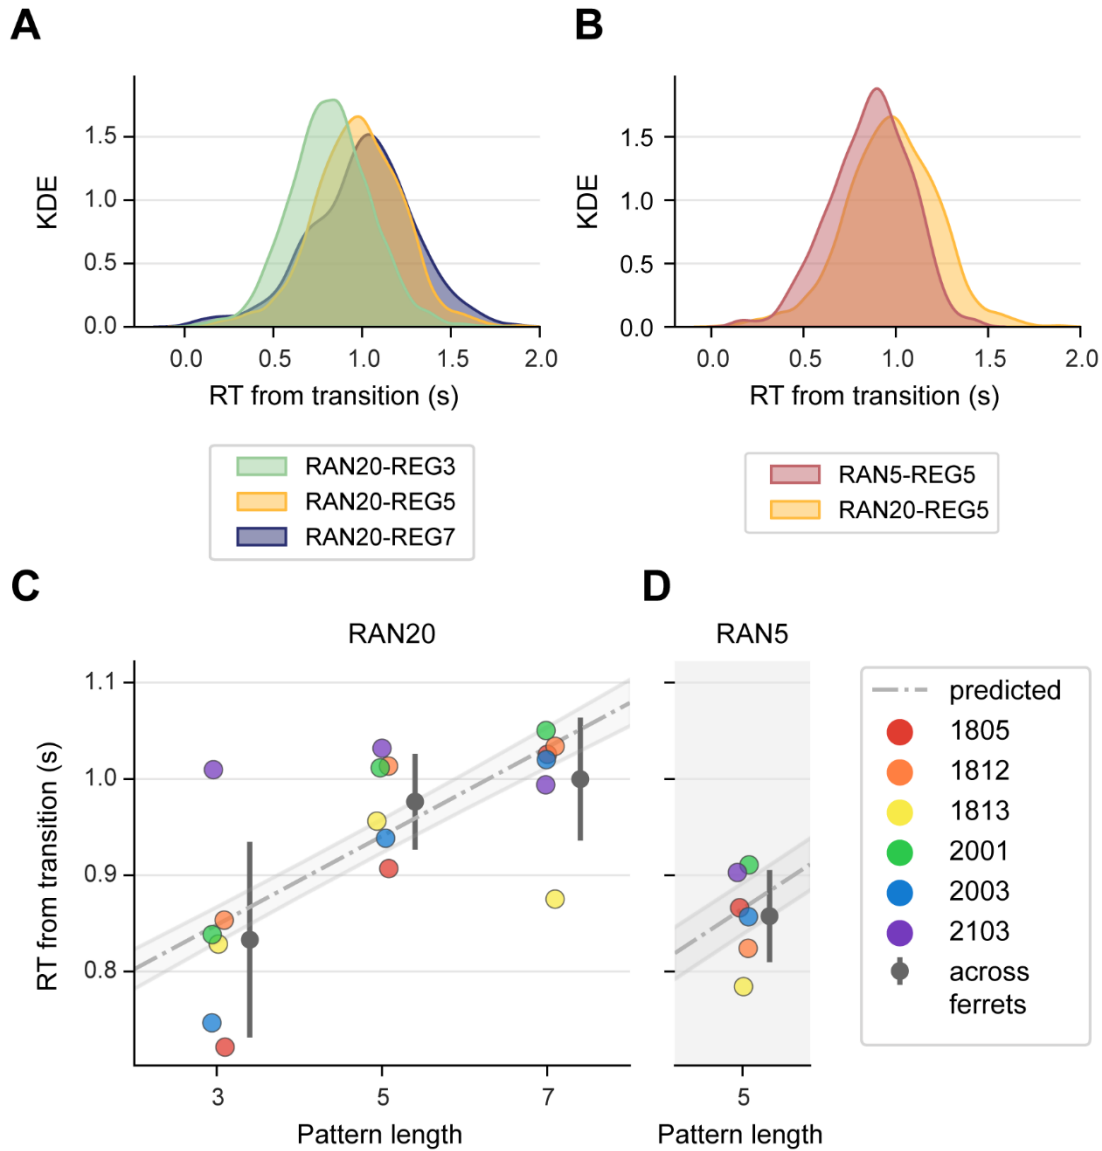 A
B
KDE
1.5
1.0
0.5
0.0
0.0 0.5 1.0 1.5 2.0
RT from transition (s)
RAN20-REG3
RAN20-REG5
RAN20-REG7
KDE
1.5
1.0
0.5
0.0
0.0 0.5 1.0 1.5 2.0
RT from transition (s)
RAN5-REG5
RAN20-REG5
C
D
RAN20
RT from transition (s)
1.1
1.0
0.9
0.8
3 5 7
Pattern length
RAN5
5
Pattern length
predicted
1805
1812
1813
2001
2003
2103
across
ferrets